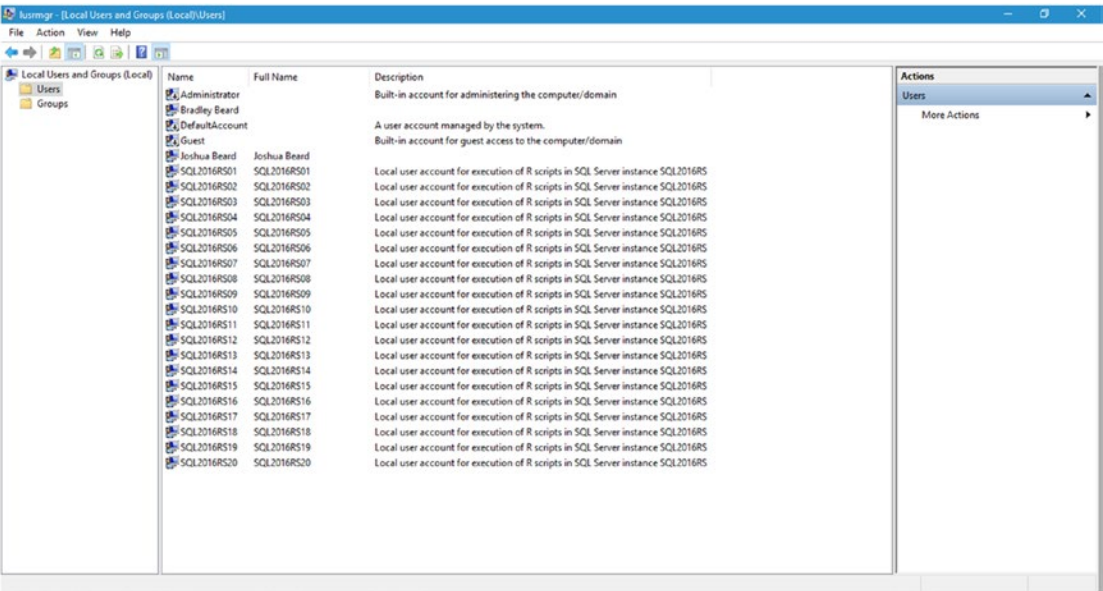 lusrmgr - [Local Users and Groups (Local)\Users]
File Action View Help
Local Users and Groups (Local)
Users
Groups
Name Full Name Description
Administrator Built-in account for administering the computer/domain
Bradley Beard
DefaultAccount A user account managed by the system.
Guest Built-in account for guest access to the computer/domain
Joshua Beard Joshua Beard
SQL2016RS01 SQL2016RS01 Local user account for execution of R scripts in SQL Server instance SQL2016RS
SQL2016RS02 SQL2016RS02 Local user account for execution of R scripts in SQL Server instance SQL2016RS
SQL2016RS03 SQL2016RS03 Local user account for execution of R scripts in SQL Server instance SQL2016RS
SQL2016RS04 SQL2016RS04 Local user account for execution of R scripts in SQL Server instance SQL2016RS
SQL2016RS05 SQL2016RS05 Local user account for execution of R scripts in SQL Server instance SQL2016RS
SQL2016RS06 SQL2016RS06 Local user account for execution of R scripts in SQL Server instance SQL2016RS
SQL2016RS07 SQL2016RS07 Local user account for execution of R scripts in SQL Server instance SQL2016RS
SQL2016RS08 SQL2016RS08 Local user account for execution of R scripts in SQL Server instance SQL2016RS
SQL2016RS09 SQL2016RS09 Local user account for execution of R scripts in SQL Server instance SQL2016RS
SQL2016RS10 SQL2016RS10 Local user account for execution of R scripts in SQL Server instance SQL2016RS
SQL2016RS11 SQL2016RS11 Local user account for execution of R scripts in SQL Server instance SQL2016RS
SQL2016RS12 SQL2016RS12 Local user account for execution of R scripts in SQL Server instance SQL2016RS
SQL2016RS13 SQL2016RS13 Local user account for execution of R scripts in SQL Server instance SQL2016RS
SQL2016RS14 SQL2016RS14 Local user account for execution of R scripts in SQL Server instance SQL2016RS
SQL2016RS15 SQL2016RS15 Local user account for execution of R scripts in SQL Server instance SQL2016RS
SQL2016RS16 SQL2016RS16 Local user account for execution of R scripts in SQL Server instance SQL2016RS
SQL2016RS17 SQL2016RS17 Local user account for execution of R scripts in SQL Server instance SQL2016RS
SQL2016RS18 SQL2016RS18 Local user account for execution of R scripts in SQL Server instance SQL2016RS
SQL2016RS19 SQL2016RS19 Local user account for execution of R scripts in SQL Server instance SQL2016RS
SQL2016RS20 SQL2016RS20 Local user account for execution of R scripts in SQL Server instance SQL2016RS
Actions
Users
More Actions